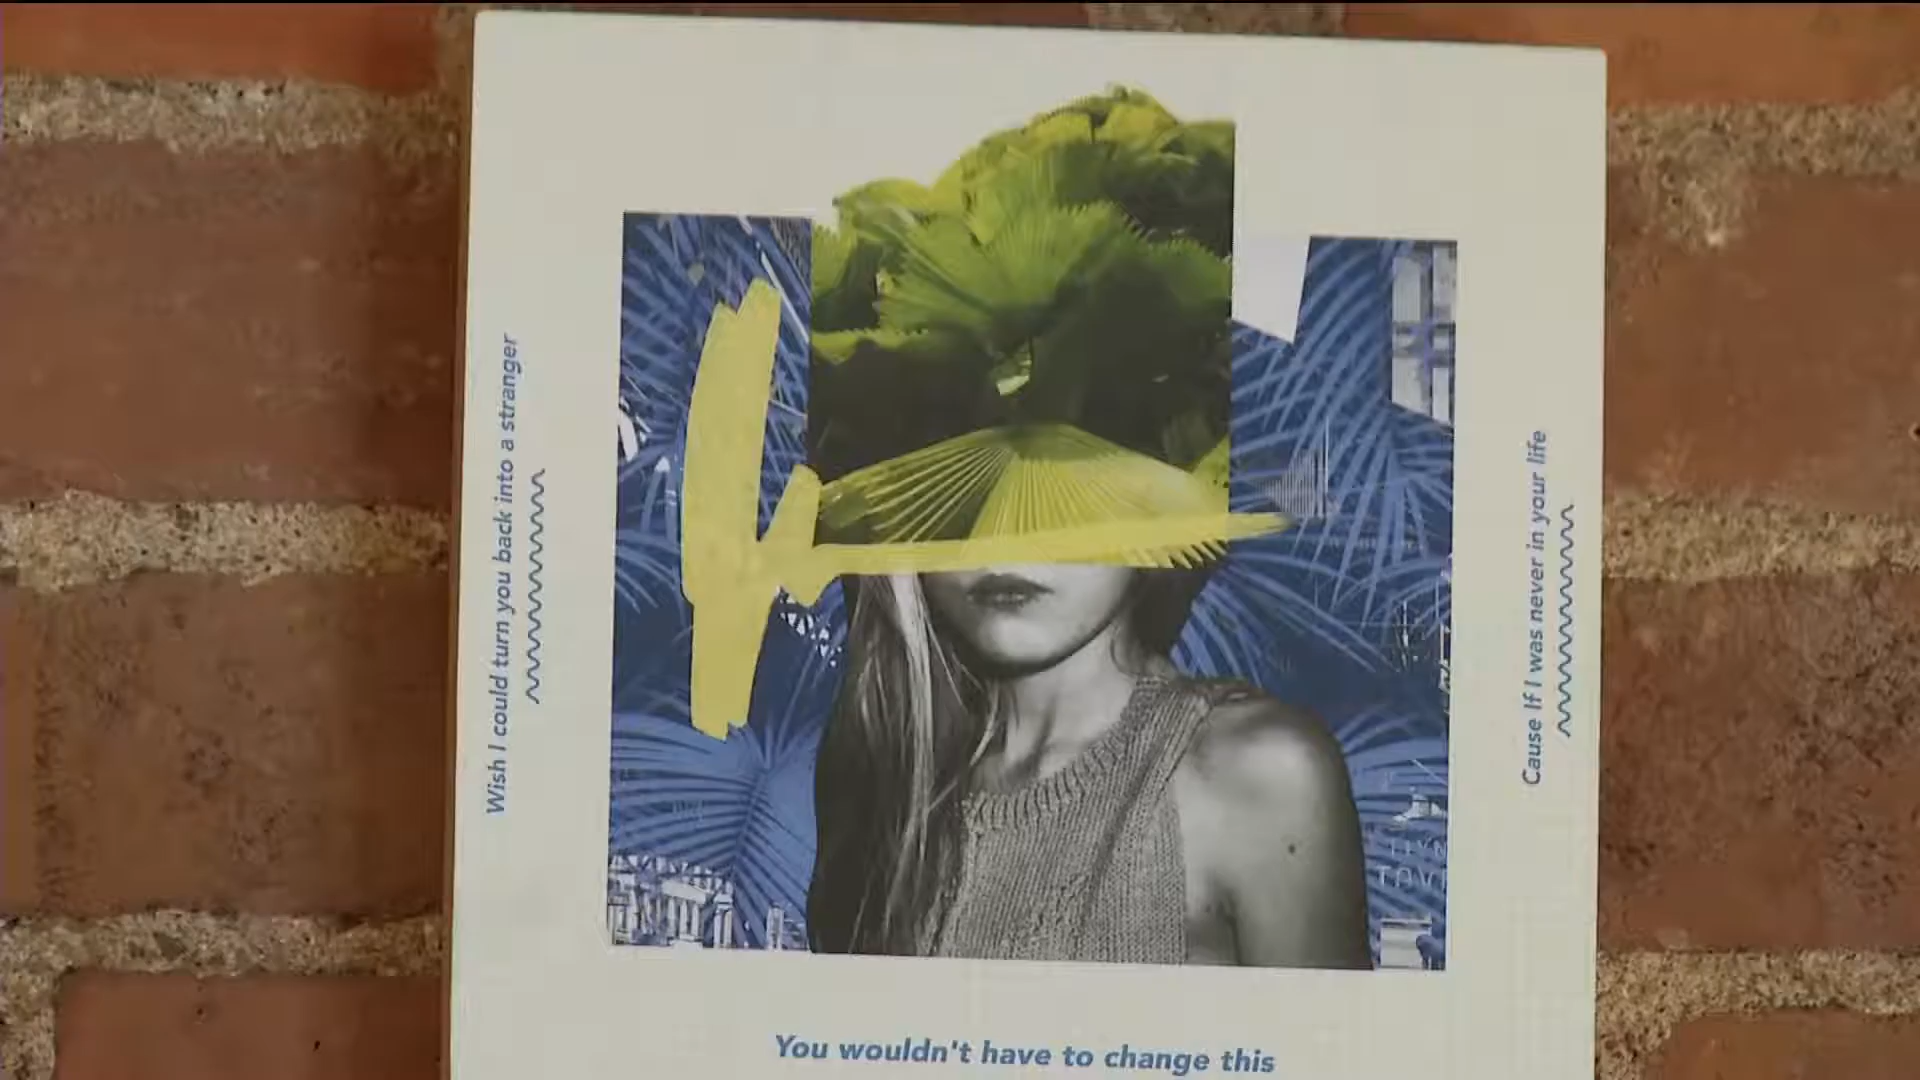 Wish I could turn you back into a stranger
Cause If I was never in your life
You wouldn't have to change this